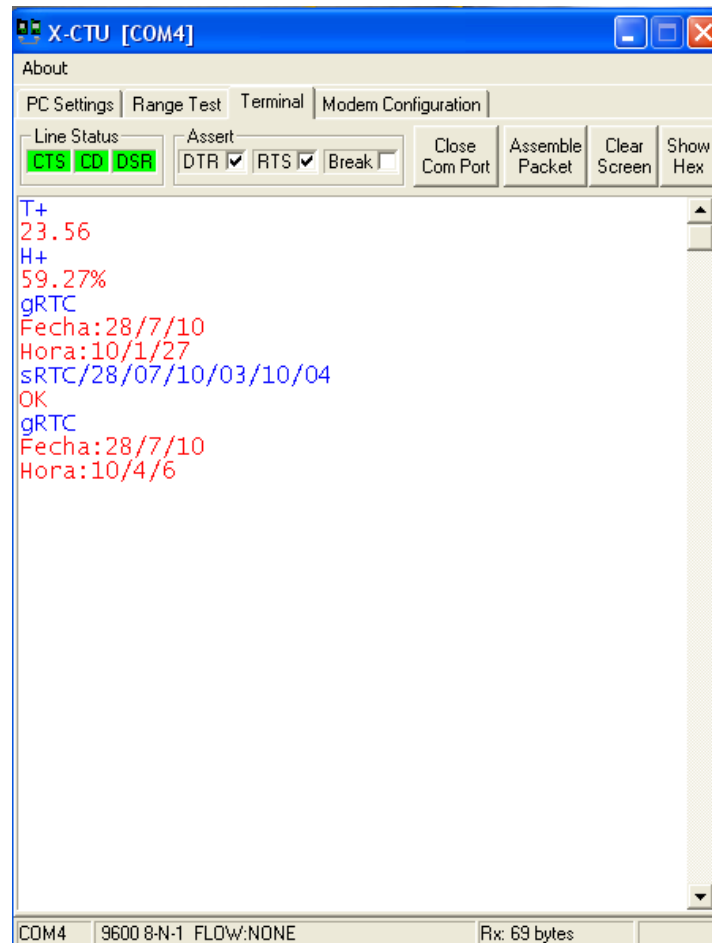 X-CTU [COM4]
About
PC Settings Range Test Terminal Modem Configuration
Line Status Assert
CTS CD DSR DTR RTS Break
Close Com Port
Assemble Packet
Clear Screen
Show Hex
T+
23.56
H+
59.27%
gRTC
Fecha:28/7/10
Hora:10/1/27
sRTC/28/07/10/03/10/04
OK
gRTC
Fecha:28/7/10
Hora:10/4/6
COM4 9600 8-N-1 FLOW:NONE Rx: 69 bytes